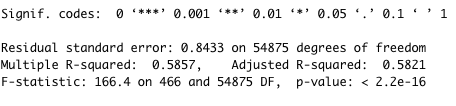 Signif. codes:  0 ‘***’ 0.001 ‘**’ 0.01 ‘*’ 0.05 ‘.’ 0.1 ‘ ’ 1
Residual standard error: 0.8433 on 54875 degrees of freedom
Multiple R-squared:  0.5857,    Adjusted R-squared:  0.5821
F-statistic: 166.4 on 466 and 54875 DF,  p-value: < 2.2e-16